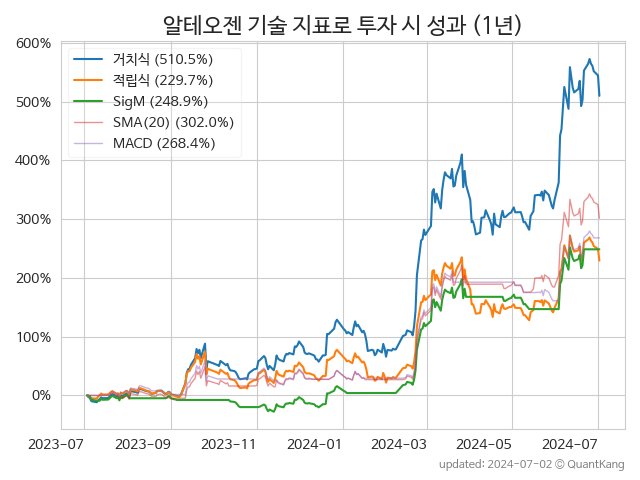 알테오젠 기술 지표로 투자 시 성과 (1년)
600%
500%
400%
300%
200%
100%
0%
거치식 (510.5%)
적립식 (229.7%)
SigM (248.9%)
SMA(20) (302.0%)
MACD (268.4%)
2023-07
2023-09
2023-11
2024-01
2024-03
2024-05
2024-07
updated: 2024-07-02 © QuantKang